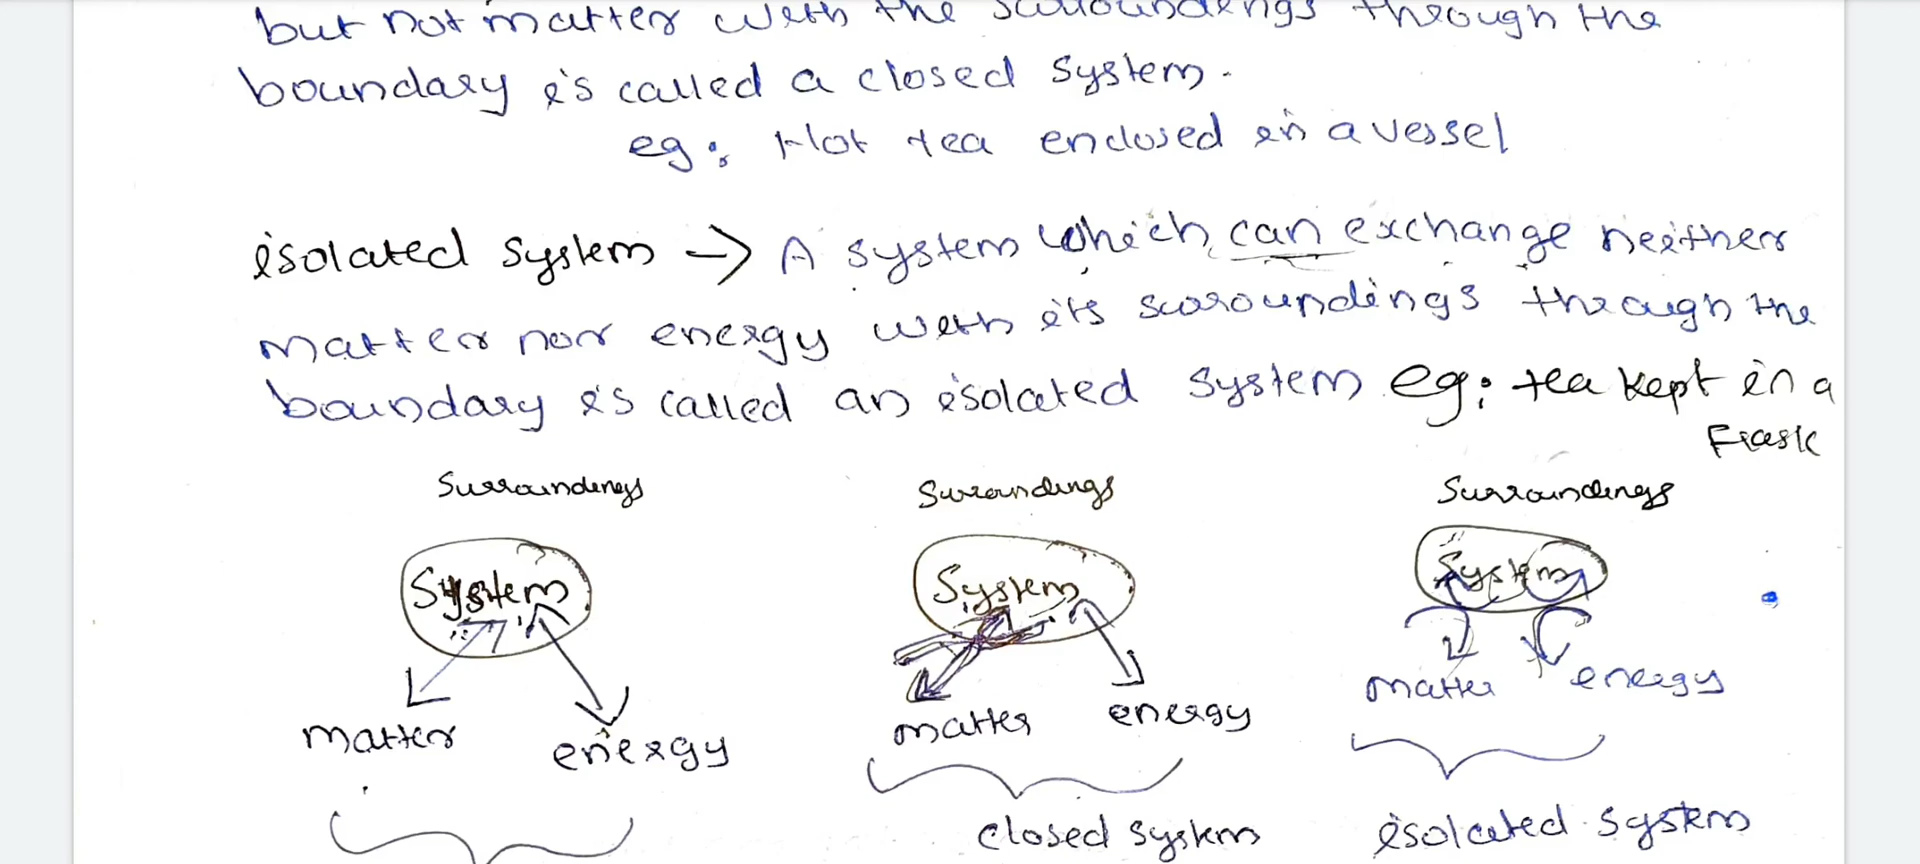 but not matter with the surroundings through the
boundary is called a closed system.
eg: Hot tea enclosed in a vessel
isolated system → A system which can exchange neither
matter nor energy with its surroundings through the
boundary is called an isolated system eg: tea kept in a
Flask
Surroundings Surroundings Surroundings
System System System
matter energy matter energy matter energy
closed system isolated system